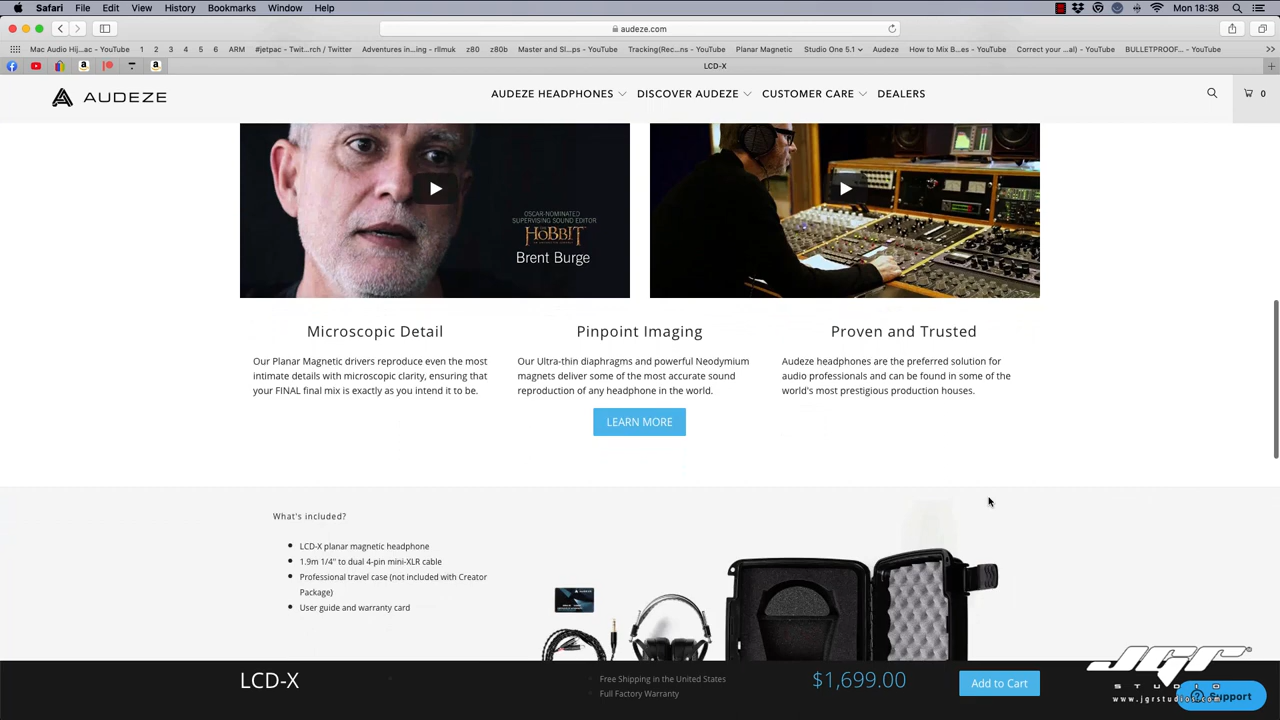 Safari File Edit View History Bookmarks Window Help Mon 18:38
audeze.com
Mac Audio Hij...ac - YouTube 1 2 3 4 5 6 ARM #jetpac - Twit...rch / Twitter Adventures in...eg - rllmuk z80 z80b Master and Sl...ps - YouTube Tracking(Rec...ns - YouTube Planar Magnetic Studio One 5.1 Audeze How to Mix B...es - YouTube Correct your ...al) - YouTube BULLETPROOF... - YouTube
LCD-X
AUDEZE AUDEZE HEADPHONES DISCOVER AUDEZE CUSTOMER CARE DEALERS 0
OSCAR-NOMINATED
SUPERVISING SOUND EDITOR
THE HOBBIT
Brent Burge
Microscopic Detail
Our Planar Magnetic drivers reproduce even the most
intimate details with microscopic clarity, ensuring that
your FINAL final mix is exactly as you intend it to be.
Pinpoint Imaging
Our Ultra-thin diaphragms and powerful Neodymium
magnets deliver some of the most accurate sound
reproduction of any headphone in the world.
Proven and Trusted
Audeze headphones are the preferred solution for
audio professionals and can be found in some of the
world's most prestigious production houses.
LEARN MORE
What's included?
LCD-X planar magnetic headphone
1.9m 1/4" to dual 4-pin mini-XLR cable
Professional travel case (not included with Creator
Package)
User guide and warranty card
LCD-X
Free Shipping in the United States
Full Factory Warranty
$1,699.00
Add to Cart
JGR
STUDIO
www.jgrstudios.com
Support